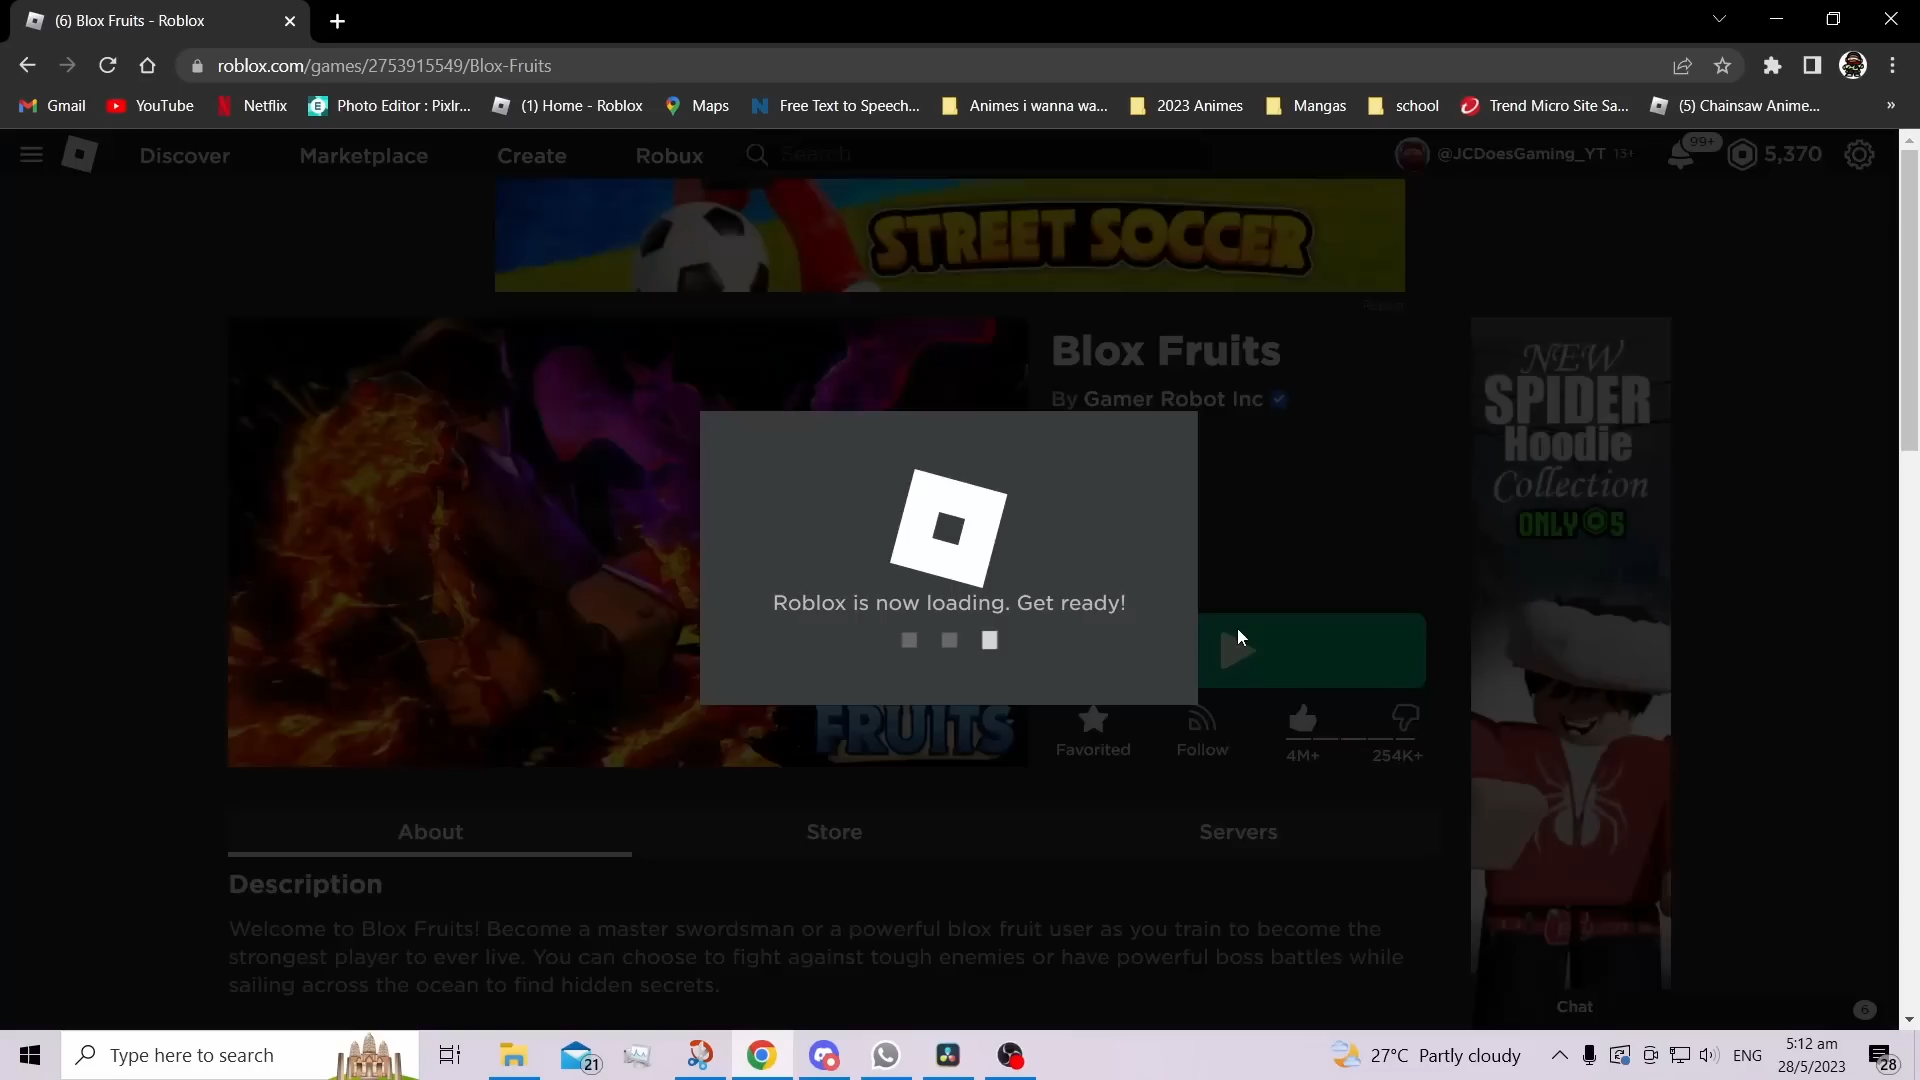 (6) Blox Fruits - Roblox
roblox.com/games/2753915549/Blox-Fruits
Gmail
YouTube
Netflix
Photo Editor : Pixlr...
(1) Home - Roblox
Maps
Free Text to Speech...
Animes i wanna wa...
2023 Animes
Mangas
school
Trend Micro Site Sa...
(5) Chainsaw Anime...
»
Discover
Marketplace
Create
Robux
Search
@JCDoesGaming_YT 13+
99+
5,370
STREET SOCCER
Blox Fruits
By Gamer Robot Inc
NEW
SPIDER
Hoodie
Collection
ONLY 5
Roblox is now loading. Get ready!
FRUITS
Favorited
Follow
4M+
254K+
About
Store
Servers
Description
Welcome to Blox Fruits! Become a master swordsman or a powerful blox fruit user as you train to become the
strongest player to ever live. You can choose to fight against tough enemies or have powerful boss battles while
sailing across the ocean to find hidden secrets.
Chat
6
Type here to search
21
27°C Partly cloudy
ENG
5:12 am
28/5/2023
28